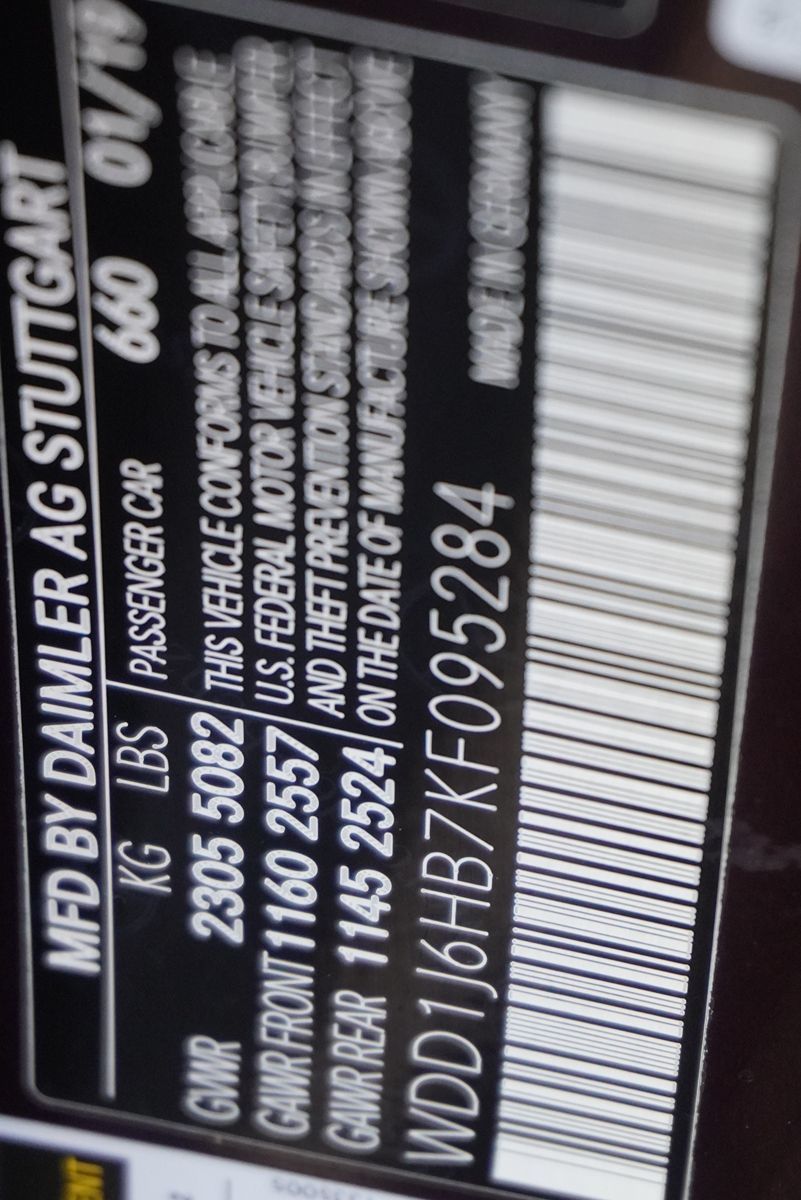 MFD BY DAIMLER AG STUTTGART
KG LBS PASSENGER CAR 660 01/19
GVWR 2305 5082 THIS VEHICLE CONFORMS TO ALL APPLICABLE
GAWR FRONT 1160 2557 U.S. FEDERAL MOTOR VEHICLE SAFETY BUMPER
GAWR REAR 1145 2524 AND THEFT PREVENTION STANDARDS IN EFFECT
ON THE DATE OF MANUFACTURE SHOWN ABOVE
WDD1J6HB7KF095284 MADE IN GERMANY